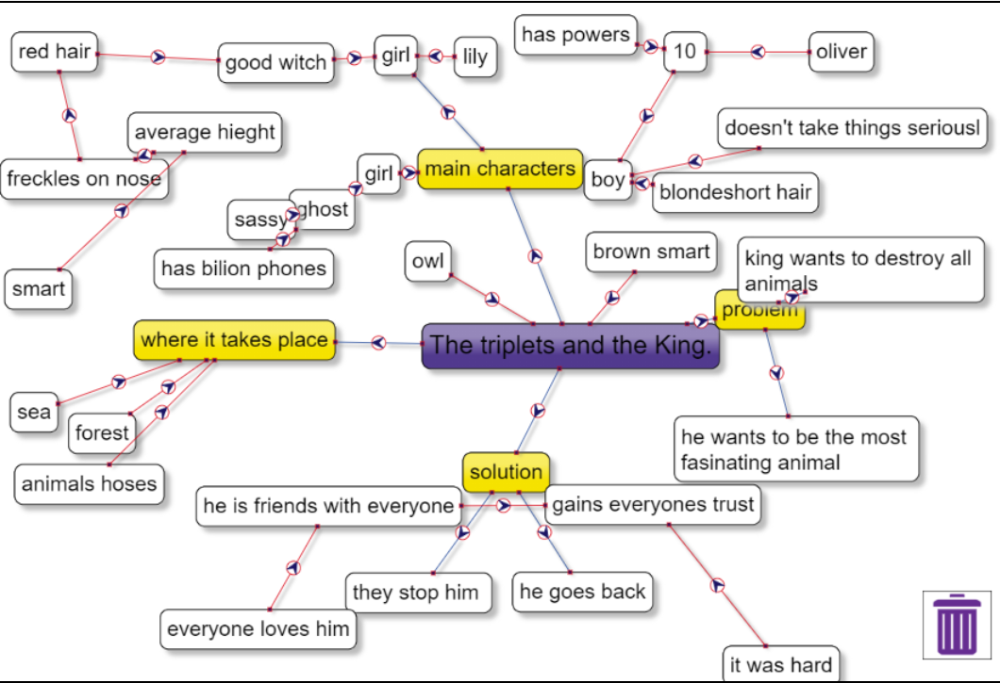 has powers
10
oliver
red hair
good witch
girl
lily
average hieght
doesn't take things seriousl
freckles on nose
girl
main characters
boy
blondeshort hair
sassy
ghost
has bilion phones
owl
brown smart
king wants to destroy all
animals
smart
problem
where it takes place
The triplets and the King.
sea
forest
animals hoses
he wants to be the most
fasinating animal
solution
he is friends with everyone
gains everyones trust
they stop him
he goes back
everyone loves him
it was hard